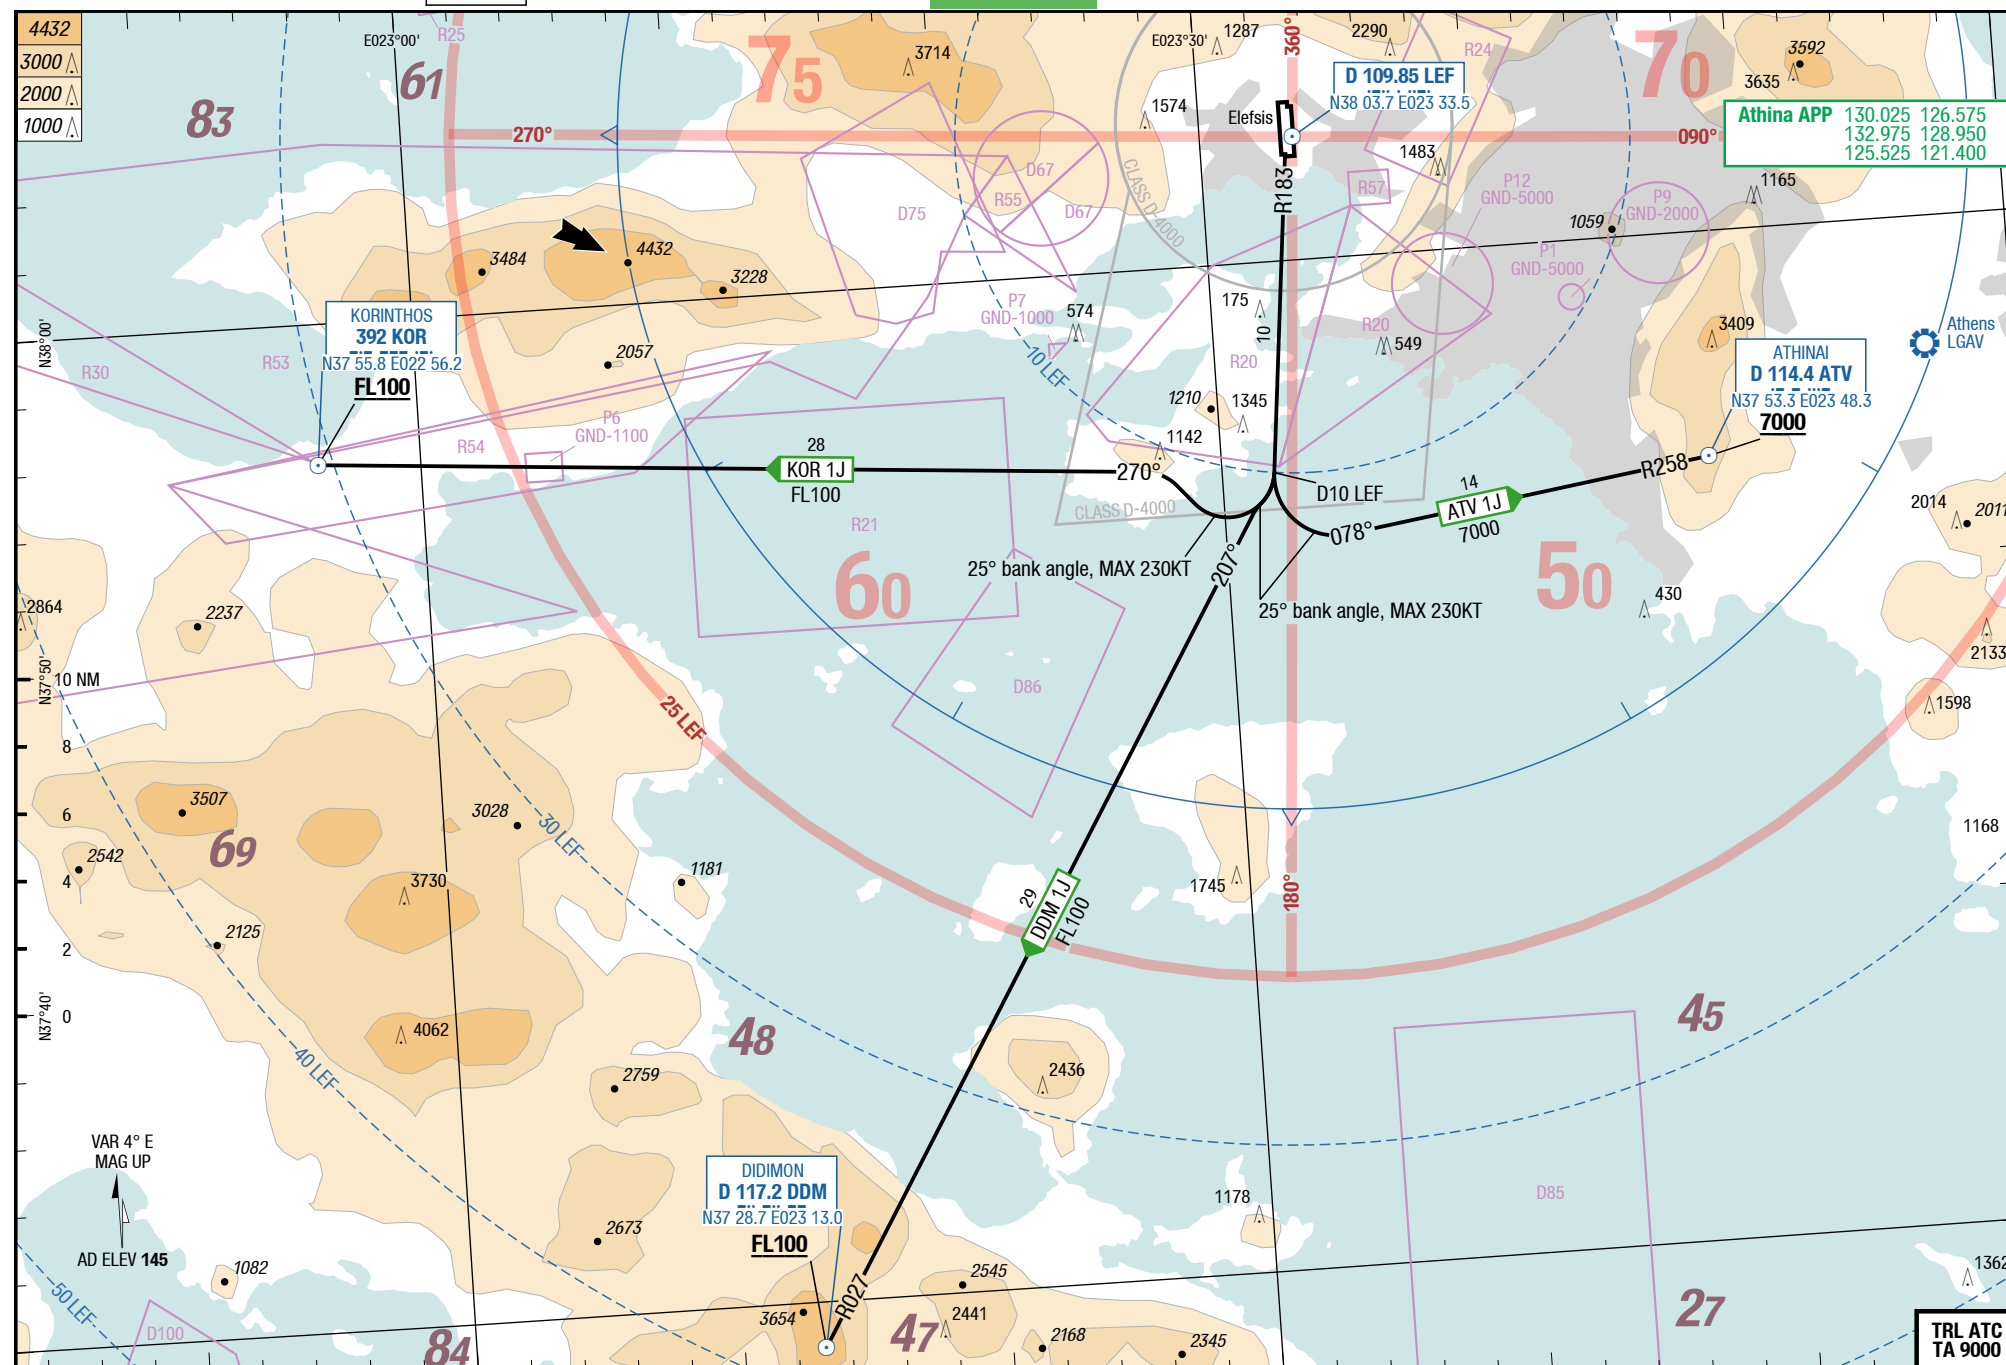 4432
3000
2000
1000
83
61
R25
E023°00'
75
3714
E023°30'
1287
360°
2290
R24
70
3592
3635
D 109.85 LEF
N38 03.7 E023 33.5
Athina APP 130.025 126.575
132.975 128.950
125.525 121.400
270°
1574
Elefsis
090°
1483
D67
R55
D67
D75
CLASS D-4000
R183
R57
P12
GND-5000
P9
GND-2000
1165
1059
P1
GND-5000
3484
4432
3228
P7
GND-1000
574
175
10
R20
549
3409
Athens
LGAV
N38°00'
KORINTHOS
392 KOR
N37 55.8 E022 56.2
FL100
R53
R30
2057
10 LEF
R20
1210
1345
1142
ATHINAI
D 114.4 ATV
N37 53.3 E023 48.3
7000
R54
P6
GND-1100
28
KOR 1J
FL100
270°
D10 LEF
R258
14
ATV 1J
7000
078°
CLASS D-4000
R21
2014
2011
25° bank angle, MAX 230KT
207°
60
50
25° bank angle, MAX 230KT
430
2864
2237
2133
N37°50'
10 NM
D86
25 LEF
1598
8
6
4
2
0
3507
69
3028
30 LEF
2542
3730
1181
1745
180°
1168
29
DDM 1J
FL100
2125
N37°40'
4062
48
45
40 LEF
2759
2436
VAR 4° E
MAG UP
AD ELEV 145
DIDIMON
D 117.2 DDM
N37 28.7 E023 13.0
FL100
2673
1178
D85
1082
50 LEF
R027
2545
2441
3654
47
2168
2345
1362
27
D100
84
TRL ATC
TA 9000